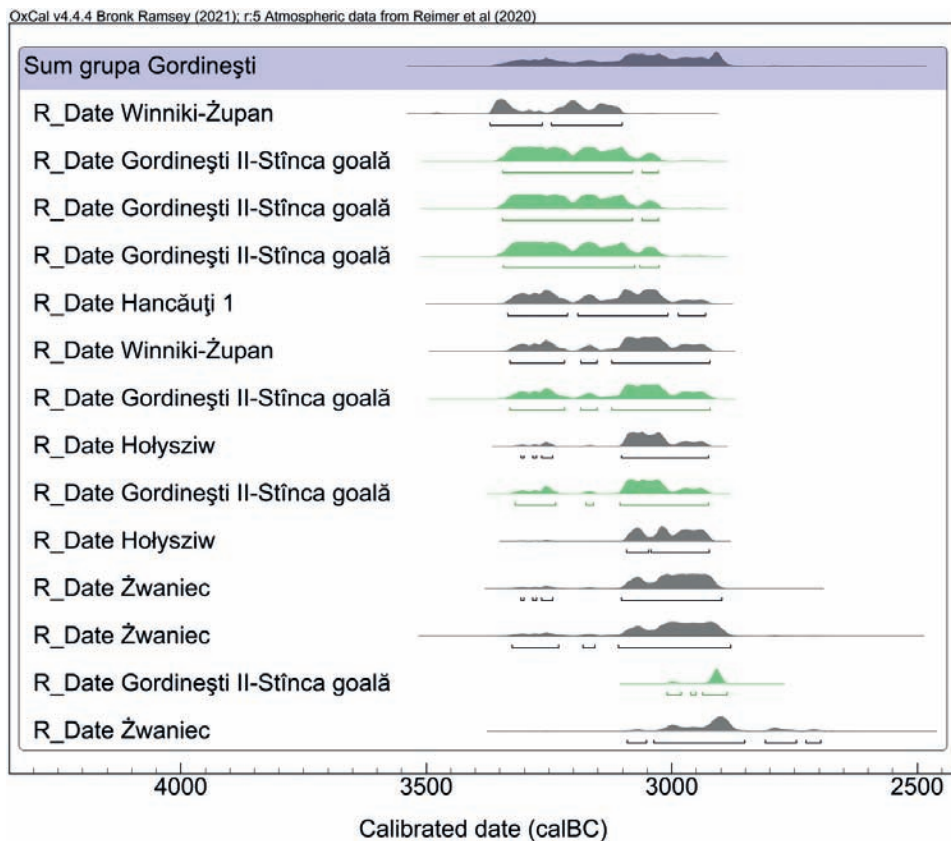 OxCal v4.4.4 Bronk Ramsey (2021); r:5 Atmospheric data from Reimer et al (2020)
Sum grupa Gordineşti
R_Date Winniki-Żupan
R_Date Gordineşti II-Stînca goală
R_Date Gordineşti II-Stînca goală
R_Date Gordineşti II-Stînca goală
R_Date Hancăuţi 1
R_Date Winniki-Żupan
R_Date Gordineşti II-Stînca goală
R_Date Hołysziw
R_Date Gordineşti II-Stînca goală
R_Date Hołysziw
R_Date Żwaniec
R_Date Żwaniec
R_Date Gordineşti II-Stînca goală
R_Date Żwaniec
4000 3500 3000 2500
Calibrated date (calBC)